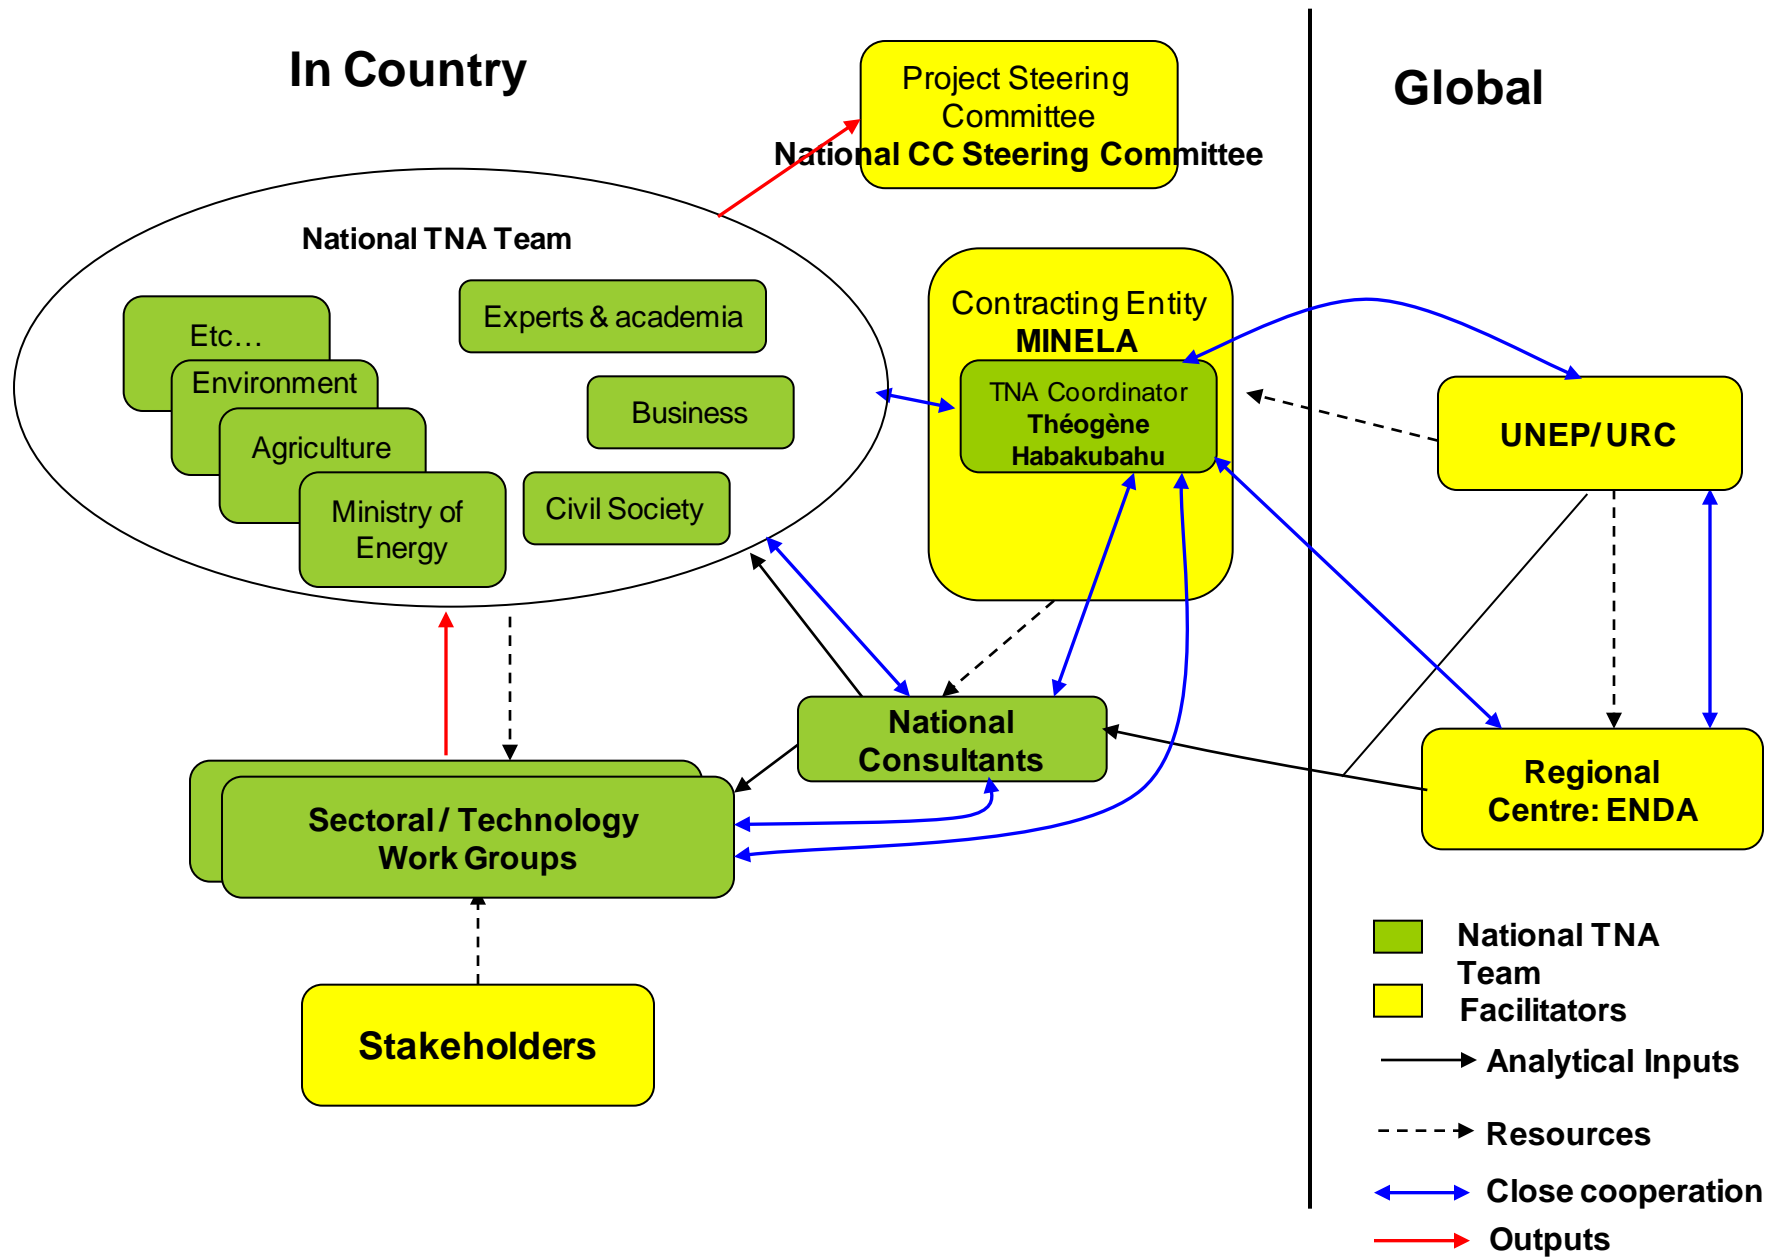 In Country
Global
Project Steering
Committee
National CC Steering Committee
National TNA Team
Etc…
Environment
Agriculture
Ministry of
Energy
Experts & academia
Business
Civil Society
Contracting Entity
MINELA
TNA Coordinator
Théogène
Habakubahu
UNEP/ URC
National
Consultants
Regional
Centre: ENDA
Sectoral / Technology
Work Groups
Stakeholders
National TNA
Team
Facilitators
Analytical Inputs
Resources
Close cooperation
Outputs